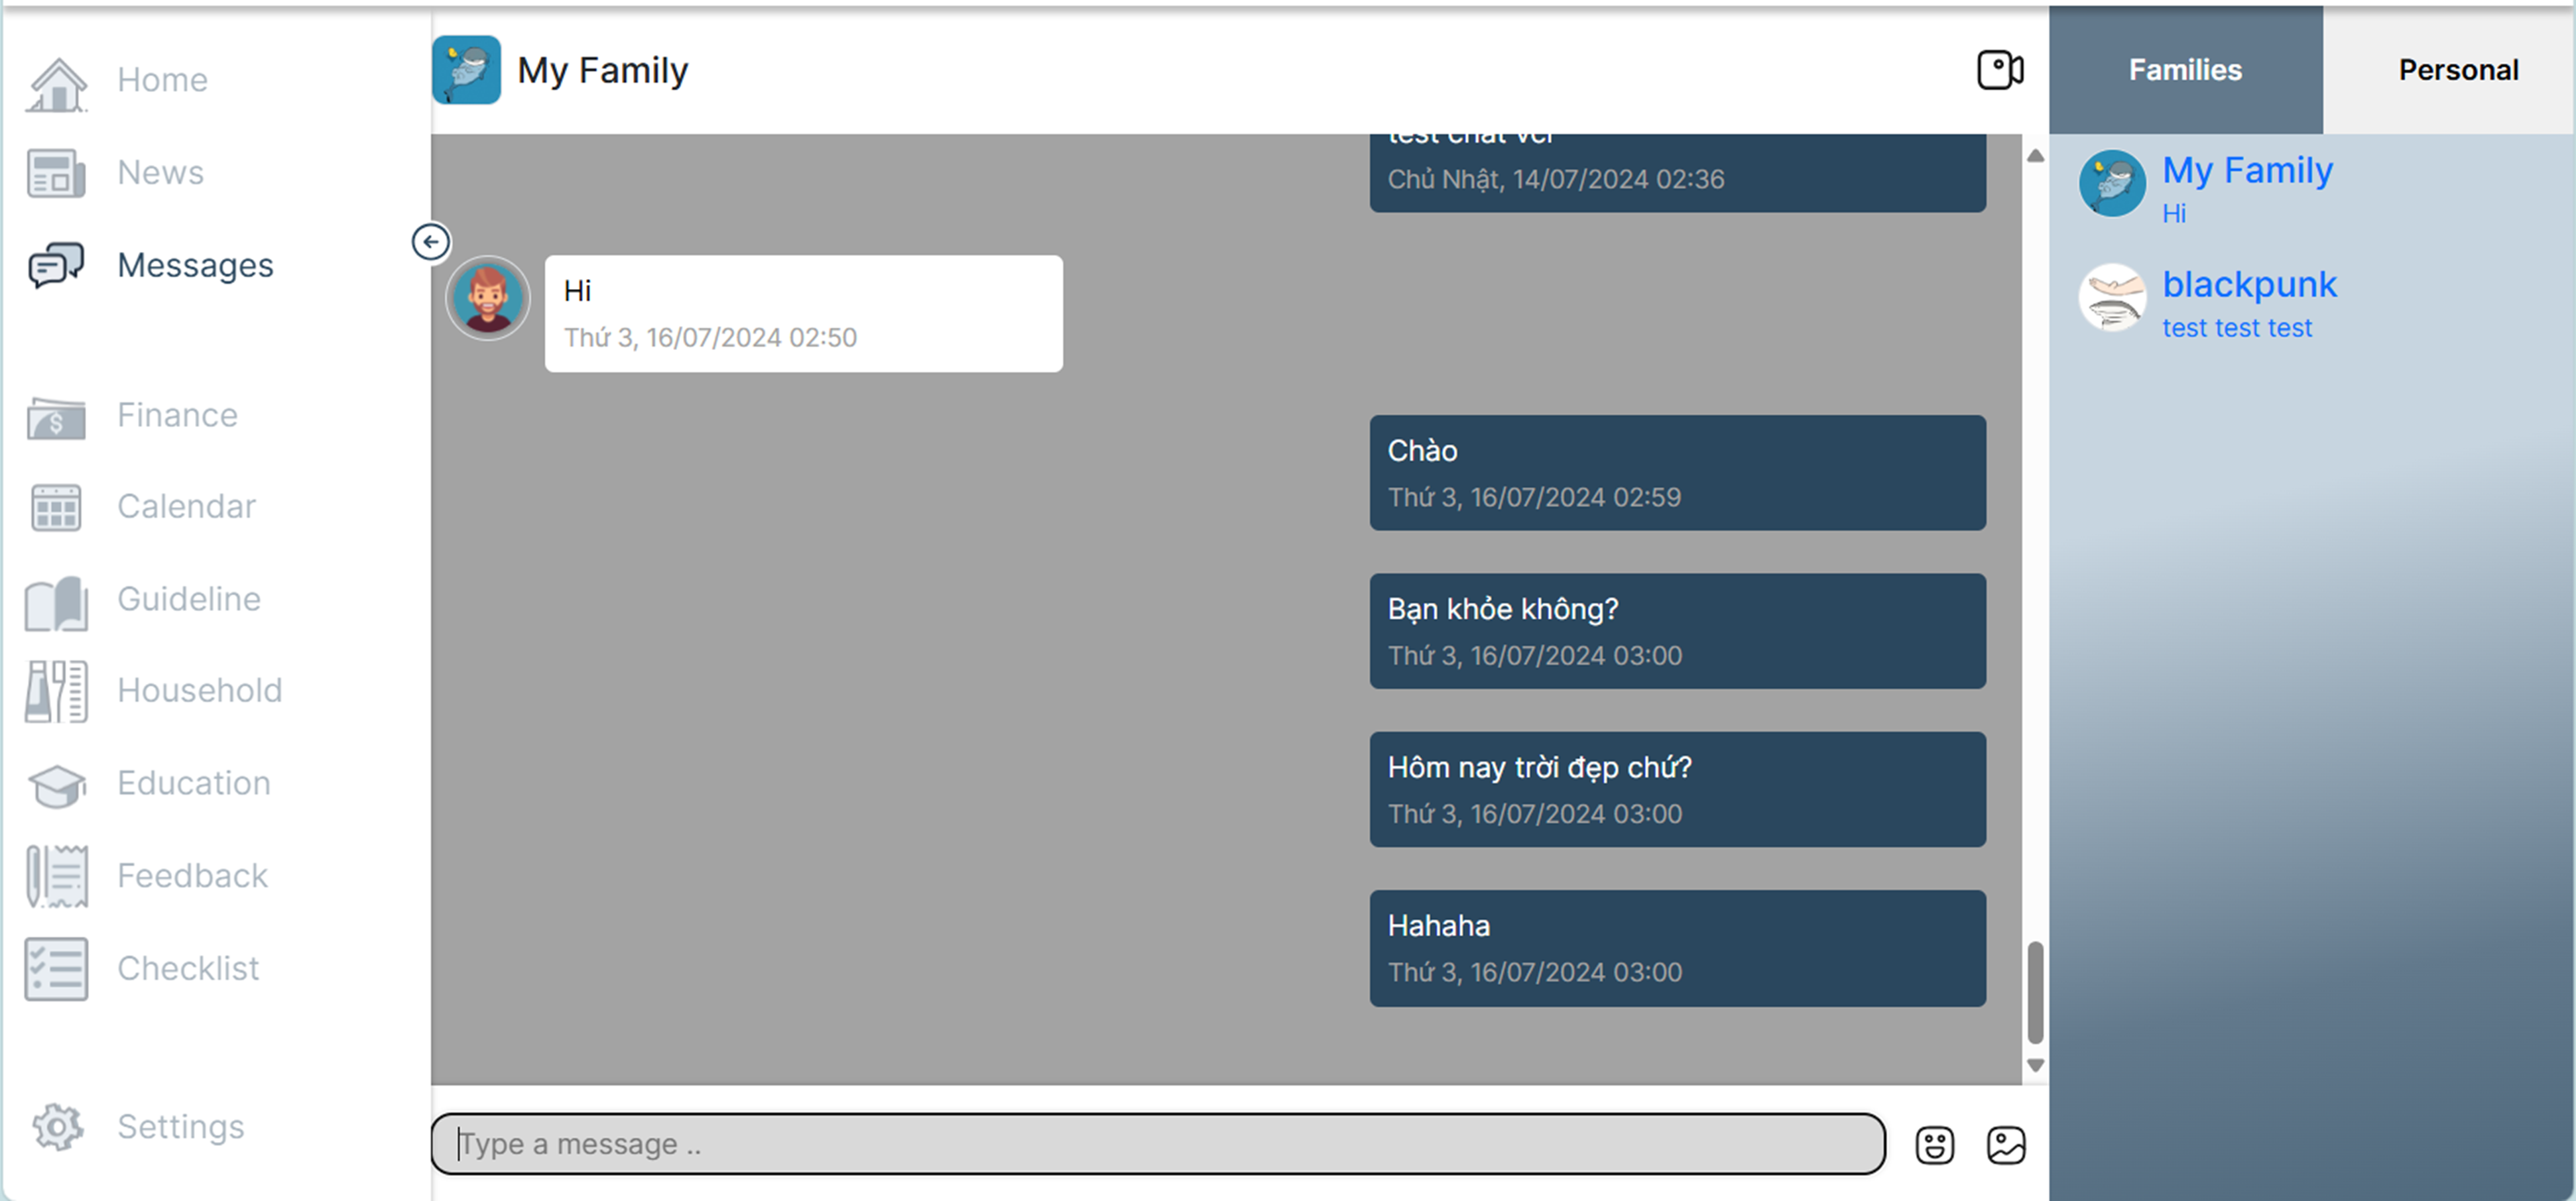 Home
News
Messages
Finance
Calendar
Guideline
Household
Education
Feedback
Checklist
Settings
My Family
test chat vcl
Chủ Nhật, 14/07/2024 02:36
Hi
Thứ 3, 16/07/2024 02:50
Chào
Thứ 3, 16/07/2024 02:59
Bạn khỏe không?
Thứ 3, 16/07/2024 03:00
Hôm nay trời đẹp chứ?
Thứ 3, 16/07/2024 03:00
Hahaha
Thứ 3, 16/07/2024 03:00
Type a message ..
Families
Personal
My Family
Hi
blackpunk
test test test